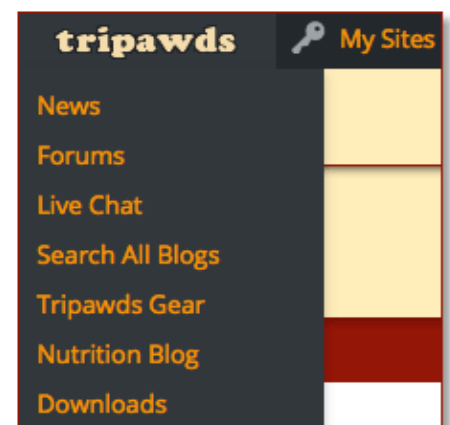 tripawds My Sites
News
Forums
Live Chat
Search All Blogs
Tripawds Gear
Nutrition Blog
Downloads